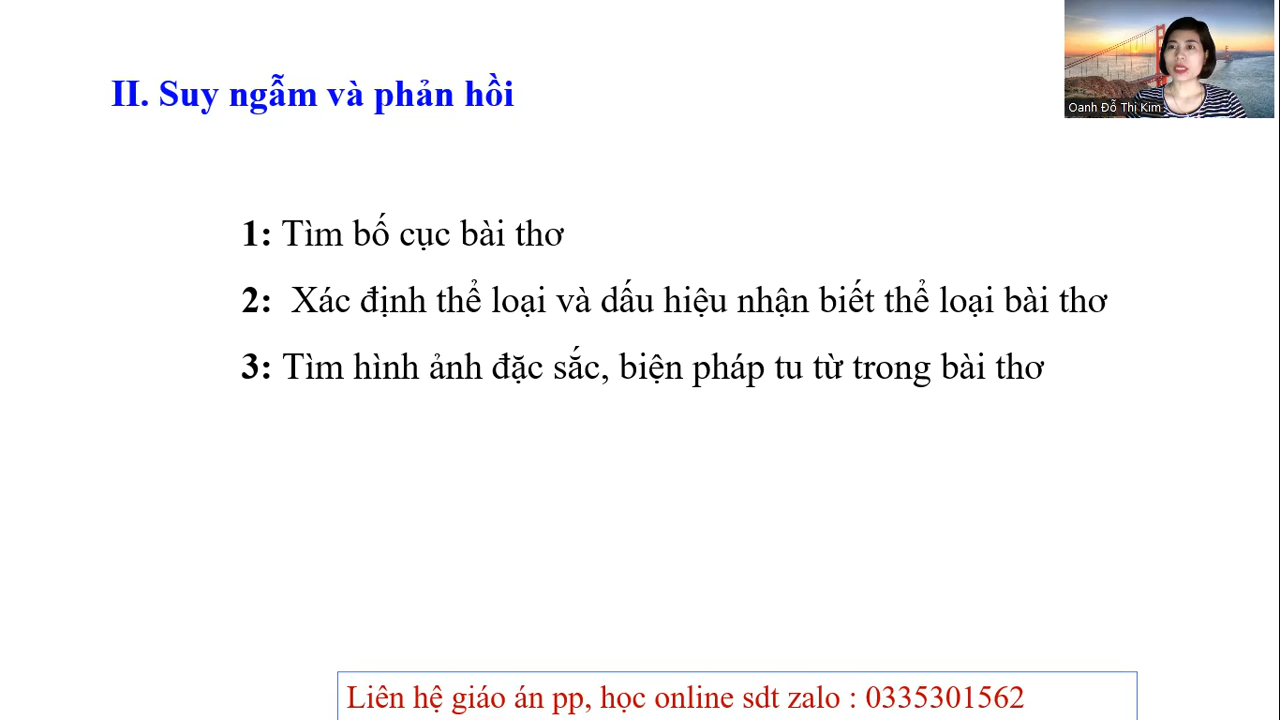 II. Suy ngẫm và phản hồi
Oanh Đỗ Thị Kim
1: Tìm bố cục bài thơ
2: Xác định thể loại và dấu hiệu nhận biết thể loại bài thơ
3: Tìm hình ảnh đặc sắc, biện pháp tu từ trong bài thơ
Liên hệ giáo án pp, học online sdt zalo : 0335301562